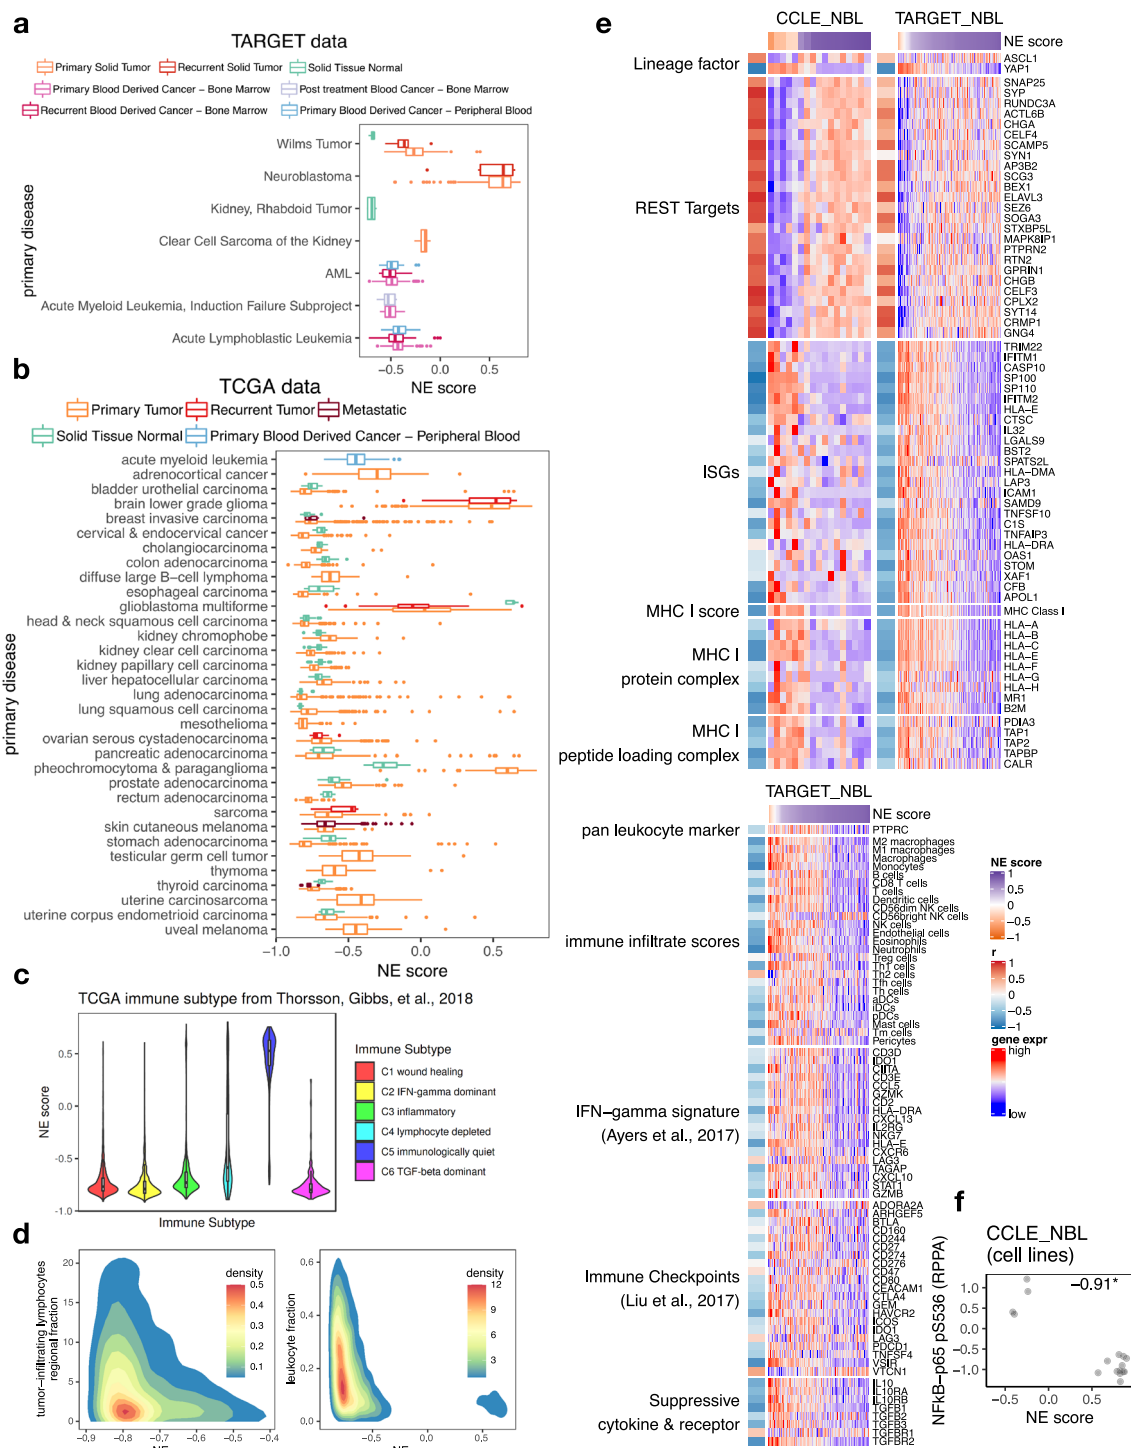 a
TARGET data
Primary Solid Tumor
Recurrent Solid Tumor
Solid Tissue Normal
Primary Blood Derived Cancer – Bone Marrow
Post treatment Blood Cancer – Bone Marrow
Recurrent Blood Derived Cancer – Bone Marrow
Primary Blood Derived Cancer – Peripheral Blood
primary disease
Wilms Tumor
Neuroblastoma
Kidney, Rhabdoid Tumor
Clear Cell Sarcoma of the Kidney
AML
Acute Myeloid Leukemia, Induction Failure Subproject
Acute Lymphoblastic Leukemia
−0.5 0.0 0.5
NE score
b
TCGA data
Primary Tumor
Recurrent Tumor
Metastatic
Solid Tissue Normal
Primary Blood Derived Cancer – Peripheral Blood
primary disease
acute myeloid leukemia
adrenocortical cancer
bladder urothelial carcinoma
brain lower grade glioma
breast invasive carcinoma
cervical & endocervical cancer
cholangiocarcinoma
colon adenocarcinoma
diffuse large B−cell lymphoma
esophageal carcinoma
glioblastoma multiforme
head & neck squamous cell carcinoma
kidney chromophobe
kidney clear cell carcinoma
kidney papillary cell carcinoma
liver hepatocellular carcinoma
lung adenocarcinoma
lung squamous cell carcinoma
mesothelioma
ovarian serous cystadenocarcinoma
pancreatic adenocarcinoma
pheochromocytoma & paraganglioma
prostate adenocarcinoma
rectum adenocarcinoma
sarcoma
skin cutaneous melanoma
stomach adenocarcinoma
testicular germ cell tumor
thymoma
thyroid carcinoma
uterine carcinosarcoma
uterine corpus endometrioid carcinoma
uveal melanoma
−1.0 −0.5 0.0 0.5
NE score
c
TCGA immune subtype from Thorsson, Gibbs, et al., 2018
NE score
0.5
0.0
−0.5
−1.0
Immune Subtype
Immune Subtype
C1 wound healing
C2 IFN-gamma dominant
C3 inflammatory
C4 lymphocyte depleted
C5 immunologically quiet
C6 TGF-beta dominant
d
tumor−infiltrating lymphocytes
regional fraction
20
15
10
5
0
−0.9 −0.8 −0.7 −0.6 −0.5 −0.4
density
0.5
0.4
0.3
0.2
0.1
leukocyte fraction
0.6
0.4
0.2
0.0
−0.5 0.0 0.5
density
12
9
6
3
e
CCLE_NBL
TARGET_NBL
NE score
Lineage factor
ASCL1
YAP1
REST Targets
SNAP25
SYP
RUNDC3A
ACTL6B
CHGA
CELF4
SCAMP5
SYN1
AP3B2
SCG3
BEX1
ELAVL3
SEZ6
SOGA3
STXBP5L
MAPK8IP1
PTPRN2
RTN2
GPRIN1
CHGB
CELF3
CPLX2
SYT14
CRMP1
GNG4
ISGs
TRIM22
IFITM1
CASP10
SP100
SP110
IFITM2
HLA−E
CTSC
IL32
LGALS9
BST2
SPATS2L
HLA−DMA
LAP3
ICAM1
SAMD9
TNFSF10
C1S
TNFAIP3
HLA−DRA
OAS1
STOM
XAF1
CFB
APOL1
MHC I score
MHC Class I
MHC I
protein complex
HLA−A
HLA−B
HLA−C
HLA−E
HLA−F
HLA−G
HLA−H
MR1
B2M
MHC I
peptide loading complex
PDIA3
TAP1
TAP2
TAPBP
CALR
TARGET_NBL
NE score
pan leukocyte marker
PTPRC
immune infiltrate scores
M2 macrophages
M1 macrophages
Macrophages
Monocytes
B cells
CD8 T cells
T cells
Dendritic cells
CD56dim NK cells
CD56bright NK cells
NK cells
Endothelial cells
Eosinophils
Neutrophils
Treg cells
Th1 cells
Th2 cells
Tfh cells
Th cells
aDCs
iDCs
pDCs
Mast cells
Tm cells
Pericytes
IFN−gamma signature
(Ayers et al., 2017)
CD3D
IDO1
CIITA
CD3E
CCL5
GZMK
CD2
HLA−DRA
CXCL13
IL2RG
NKG7
HLA−E
CXCR6
LAG3
TAGAP
CXCL10
STAT1
GZMB
Immune Checkpoints
(Liu et al., 2017)
ADORA2A
ARHGEF5
BTLA
CD160
CD244
CD27
CD274
CD276
CD47
CD80
CEACAM1
CTLA4
GEM
HAVCR2
ICOS
IDO1
LAG3
PDCD1
TNFSF4
VSIR
VTCN1
Suppressive
cytokine & receptor
IL10
IL10RA
IL10RB
TGFB1
TGFB2
TGFB3
TGFBR1
TGFBR2
NE score
1
0.5
0
−0.5
−1
r
1
0.5
0
−0.5
−1
gene expr
high
low
f
CCLE_NBL
(cell lines)
−0.91*
NFkB−p65 pS536 (RPPA)
1.0
0.5
0.0
−0.5
−1.0
−0.5 0.0 0.5
NE score